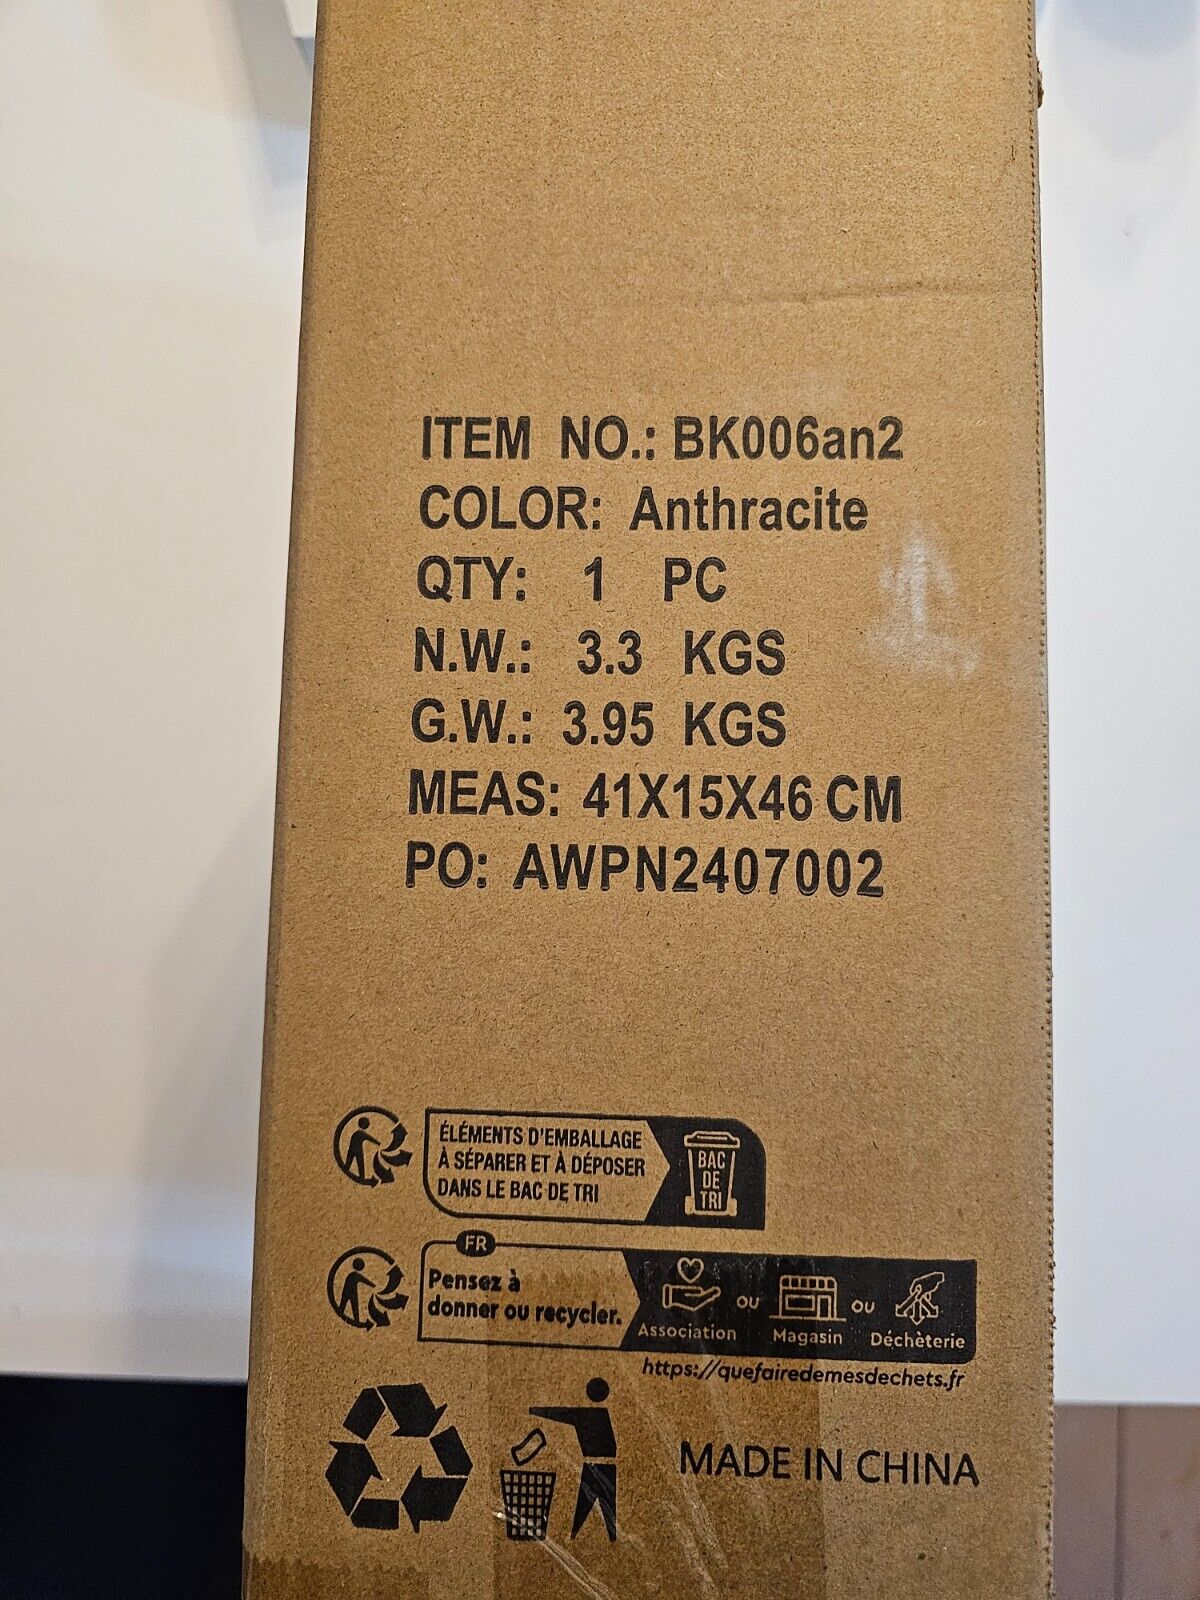 ITEM NO.: BK006an2
COLOR: Anthracite
QTY: 1 PC
N.W.: 3.3 KGS
G.W.: 3.95 KGS
MEAS: 41X15X46 CM
PO: AWPN2407002
ÉLÉMENTS D'EMBALLAGE
À SÉPARER ET À DÉPOSER
DANS LE BAC DE TRI
BAC
DE
TRI
FR
Pensez à
donner ou recycler.
Association ou Magasin ou Déchèterie
https://quefairedemesdechets.fr
MADE IN CHINA